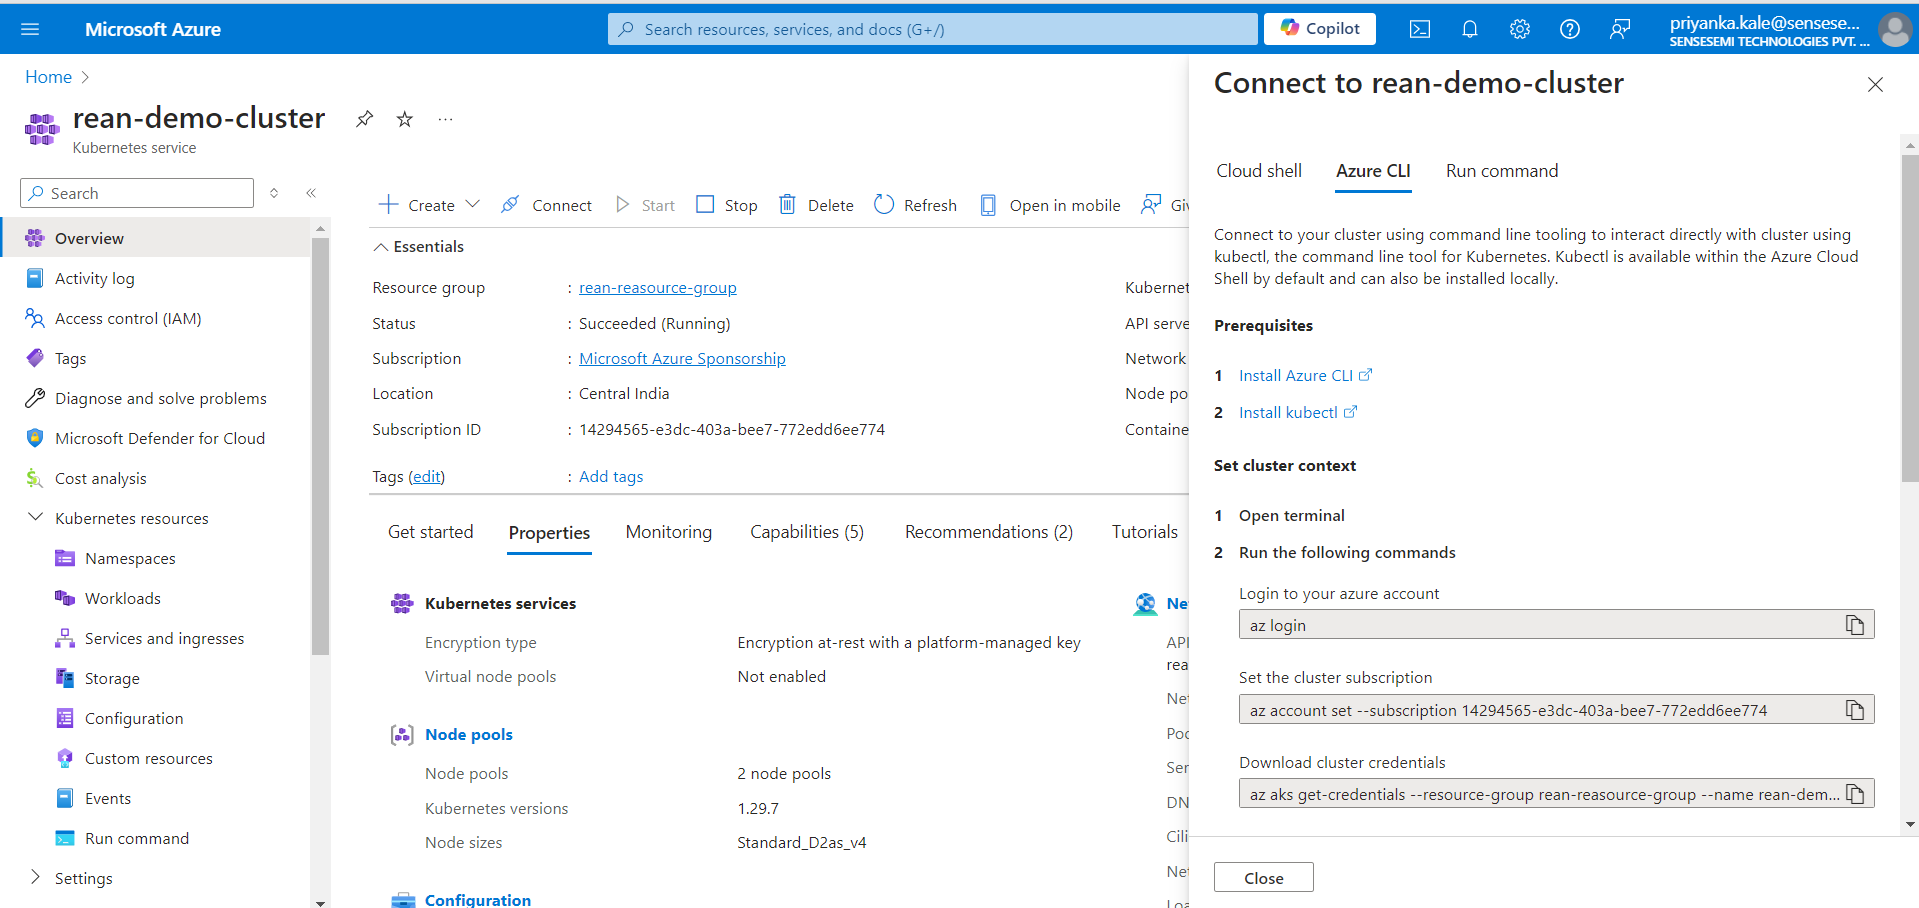 Microsoft Azure
Search resources, services, and docs (G+/)
Copilot
priyanka.kale@sensese...
SENSESEMI TECHNOLOGIES PVT. ...
Home
rean-demo-cluster
Kubernetes service
Search
Overview
Activity log
Access control (IAM)
Tags
Diagnose and solve problems
Microsoft Defender for Cloud
Cost analysis
Kubernetes resources
Namespaces
Workloads
Services and ingresses
Storage
Configuration
Custom resources
Events
Run command
Settings
Create
Connect
Start
Stop
Delete
Refresh
Open in mobile
Giv
Essentials
Resource group : rean-reasource-group
Status : Succeeded (Running)
Subscription : Microsoft Azure Sponsorship
Location : Central India
Subscription ID : 14294565-e3dc-403a-bee7-772edd6ee774
Tags (edit) : Add tags
Kubernet
API serve
Network
Node po
Containe
Get started
Properties
Monitoring
Capabilities (5)
Recommendations (2)
Tutorials
Kubernetes services
Encryption type Encryption at-rest with a platform-managed key
Virtual node pools Not enabled
Node pools
Node pools 2 node pools
Kubernetes versions 1.29.7
Node sizes Standard_D2as_v4
Configuration
Ne
API
rea
Net
Poc
Ser
DN
Cili
Net
Loa
Connect to rean-demo-cluster
Cloud shell
Azure CLI
Run command
Connect to your cluster using command line tooling to interact directly with cluster using
kubectl, the command line tool for Kubernetes. Kubectl is available within the Azure Cloud
Shell by default and can also be installed locally.
Prerequisites
1 Install Azure CLI
2 Install kubectl
Set cluster context
1 Open terminal
2 Run the following commands
Login to your azure account
az login
Set the cluster subscription
az account set --subscription 14294565-e3dc-403a-bee7-772edd6ee774
Download cluster credentials
az aks get-credentials --resource-group rean-reasource-group --name rean-dem...
Close